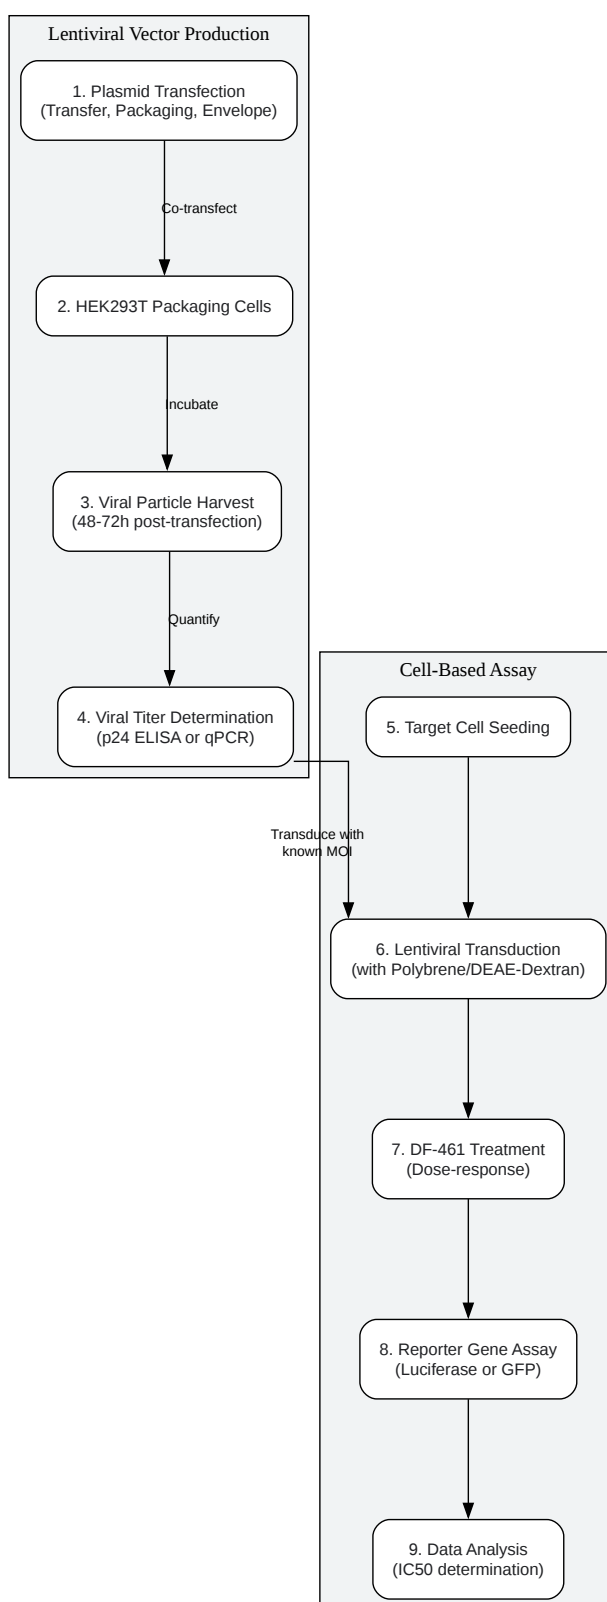 Lentiviral Vector Production
1. Plasmid Transfection
(Transfer, Packaging, Envelope)
Co-transfect
2. HEK293T Packaging Cells
Incubate
3. Viral Particle Harvest
(48-72h post-transfection)
Quantify
4. Viral Titer Determination
(p24 ELISA or qPCR)
Transduce with
known MOI
Cell-Based Assay
5. Target Cell Seeding
6. Lentiviral Transduction
(with Polybrene/DEAE-Dextran)
7. DF-461 Treatment
(Dose-response)
8. Reporter Gene Assay
(Luciferase or GFP)
9. Data Analysis
(IC50 determination)